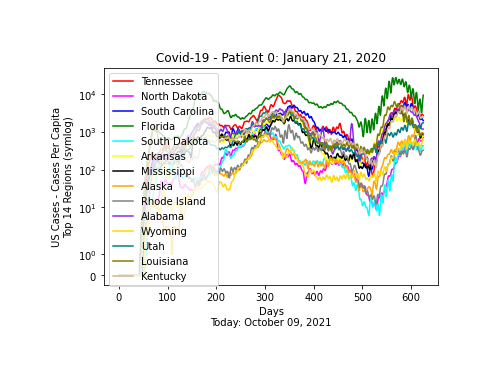 Covid-19 - Patient 0: January 21, 2020
US Cases - Cases Per Capita
Top 14 Regions (symlog)
10⁴
10³
10²
10¹
10⁰
0
Tennessee
North Dakota
South Carolina
Florida
South Dakota
Arkansas
Mississippi
Alaska
Rhode Island
Alabama
Wyoming
Utah
Louisiana
Kentucky
0 100 200 300 400 500 600
Days
Today: October 09, 2021